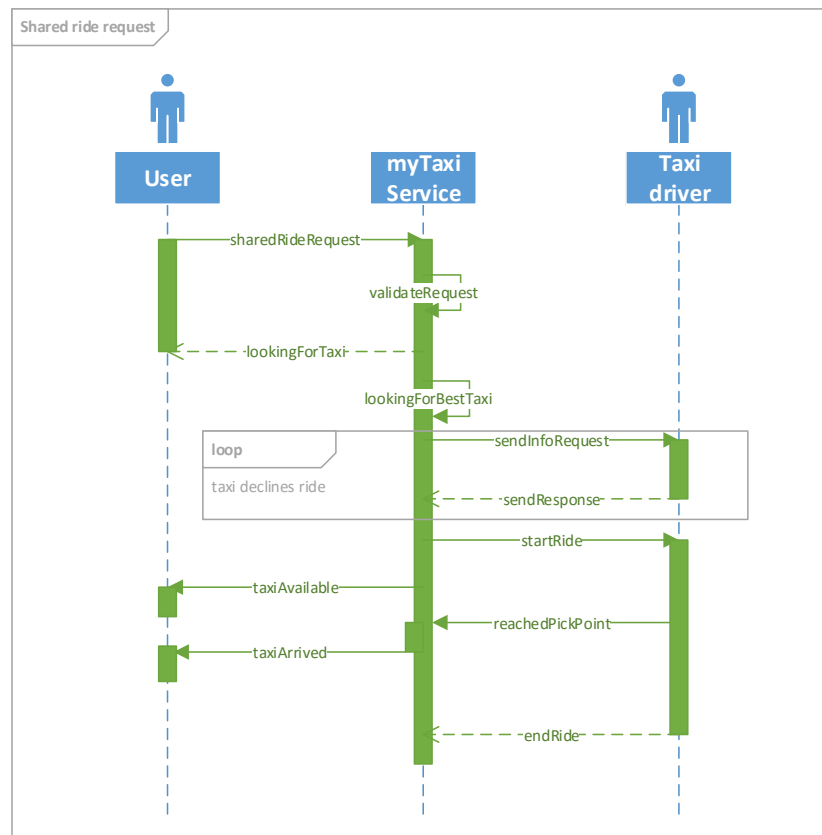 Shared ride request
User
myTaxi
Service
Taxi
driver
sharedRideRequest
validateRequest
lookingForTaxi
lookingForBestTaxi
loop
taxi declines ride
sendInfoRequest
sendResponse
startRide
taxiAvailable
reachedPickPoint
taxiArrived
endRide